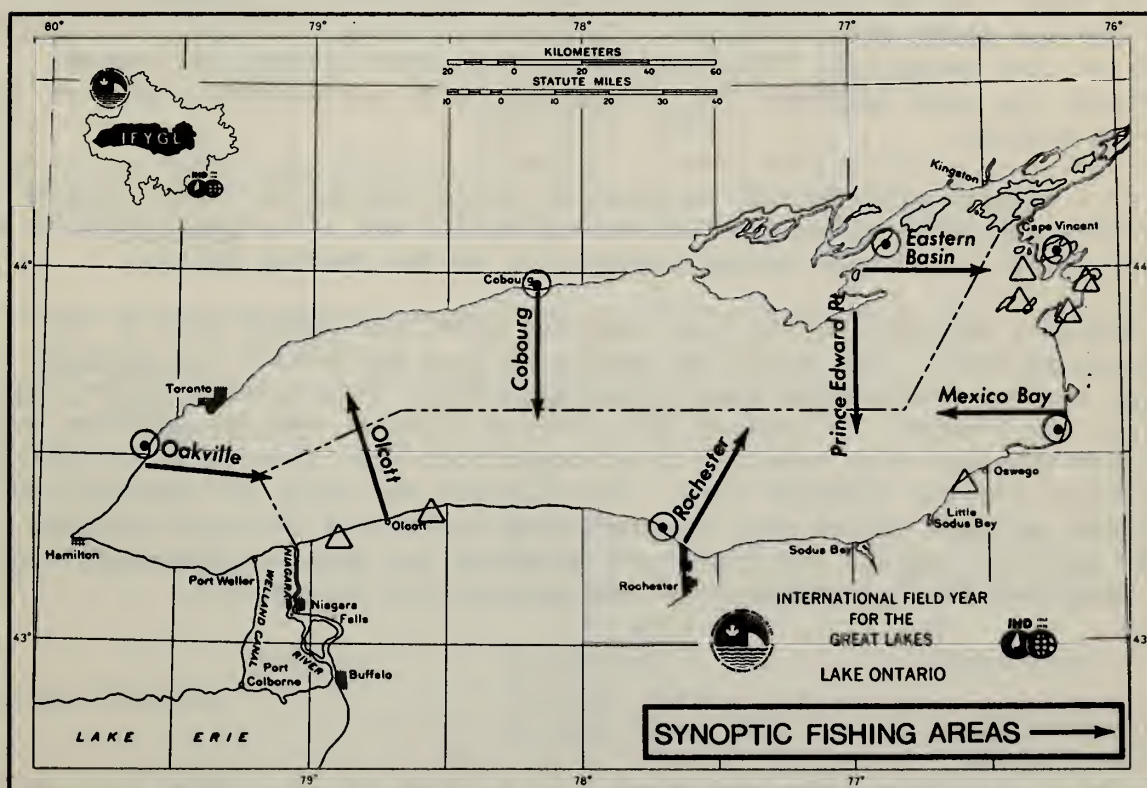 80° 79° 78° 77° 76°
KILOMETERS
20 0 20 40 60
STATUTE MILES
10 0 10 20 30 40
IFYGL
IHD
Kingston
Cape Vincent
Eastern
Basin
44° 44
Cobourg
Cobourg
Prince Edward Pt.
Mexico Bay
Toronto
Oakville
Olcott
Rochester
Oswego
Little
Sodus Bay
Olcott
Hamilton
Sodus Bay
Port Weller
NIAGARA
RIVER
WELLAND CANAL
Niagara
Falls
Rochester
INTERNATIONAL FIELD YEAR
FOR THE
GREAT LAKES
LAKE ONTARIO
IHD
43° 43
Port
Colborne
Buffalo
LAKE ERIE
SYNOPTIC FISHING AREAS
79° 78° 77°